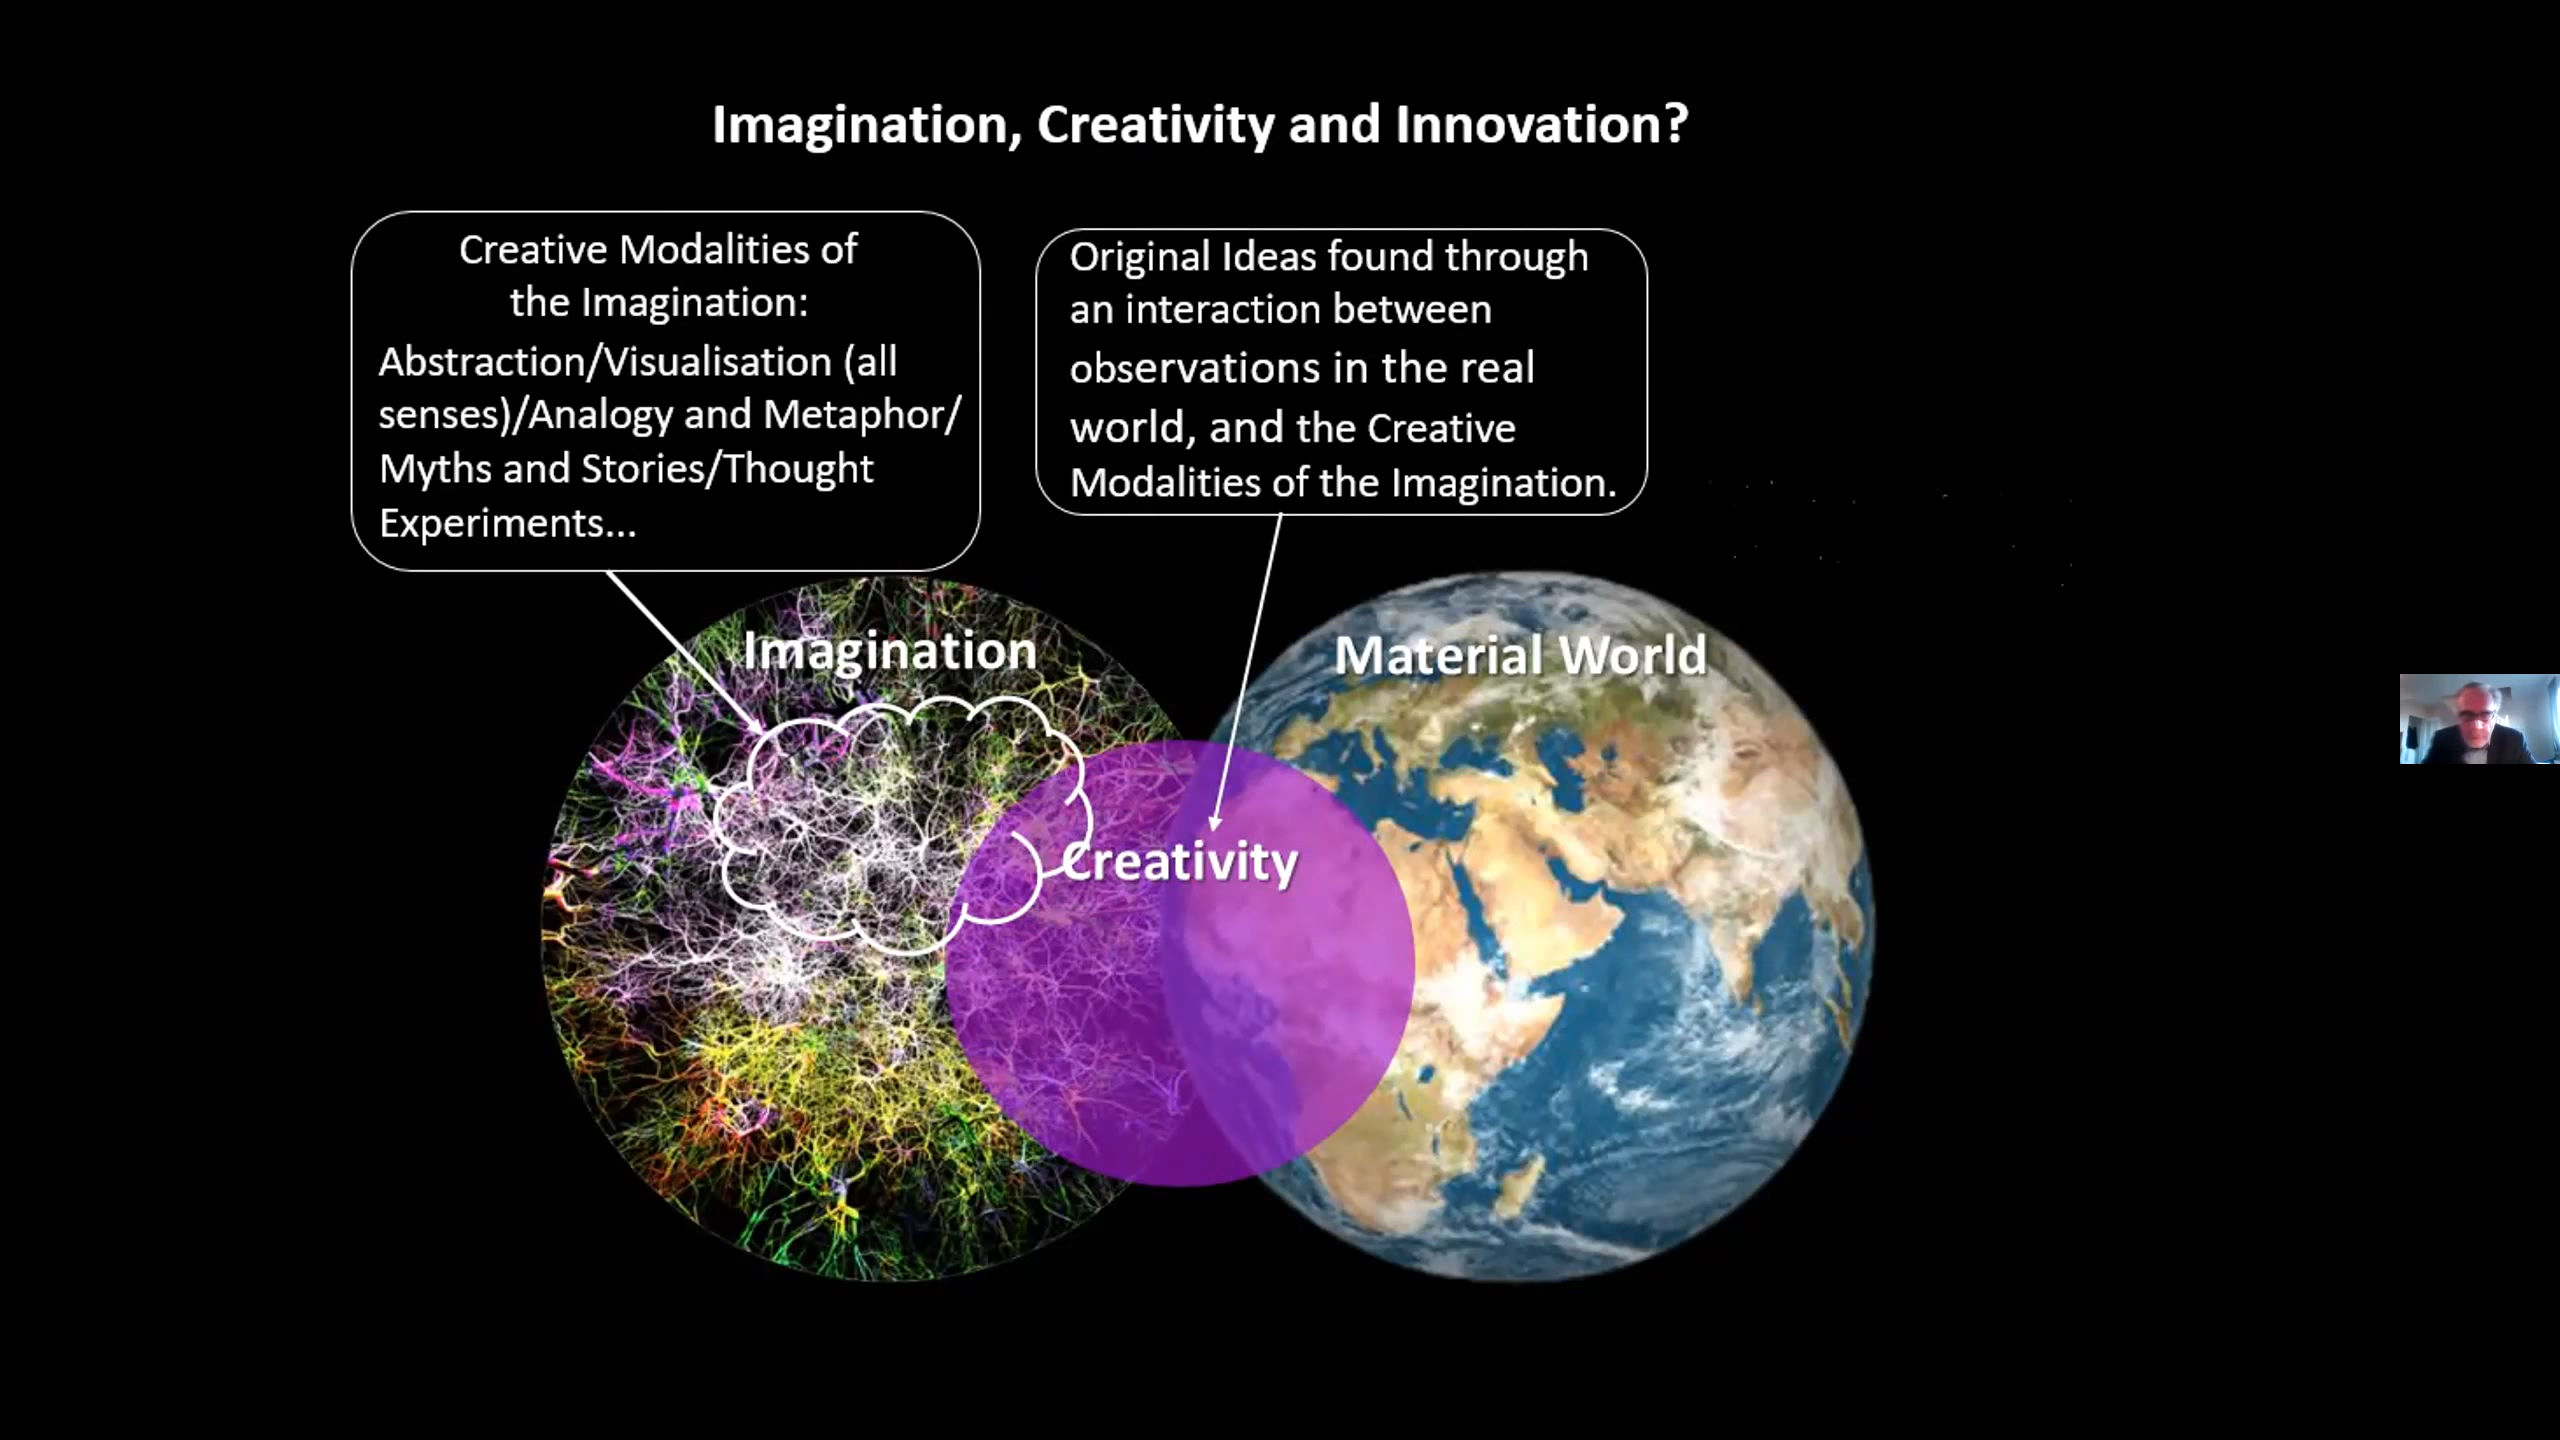 Imagination, Creativity and Innovation?
Creative Modalities of
the Imagination:
Abstraction/Visualisation (all
senses)/Analogy and Metaphor/
Myths and Stories/Thought
Experiments...
Original Ideas found through
an interaction between
observations in the real
world, and the Creative
Modalities of the Imagination.
Imagination
Material World
Creativity